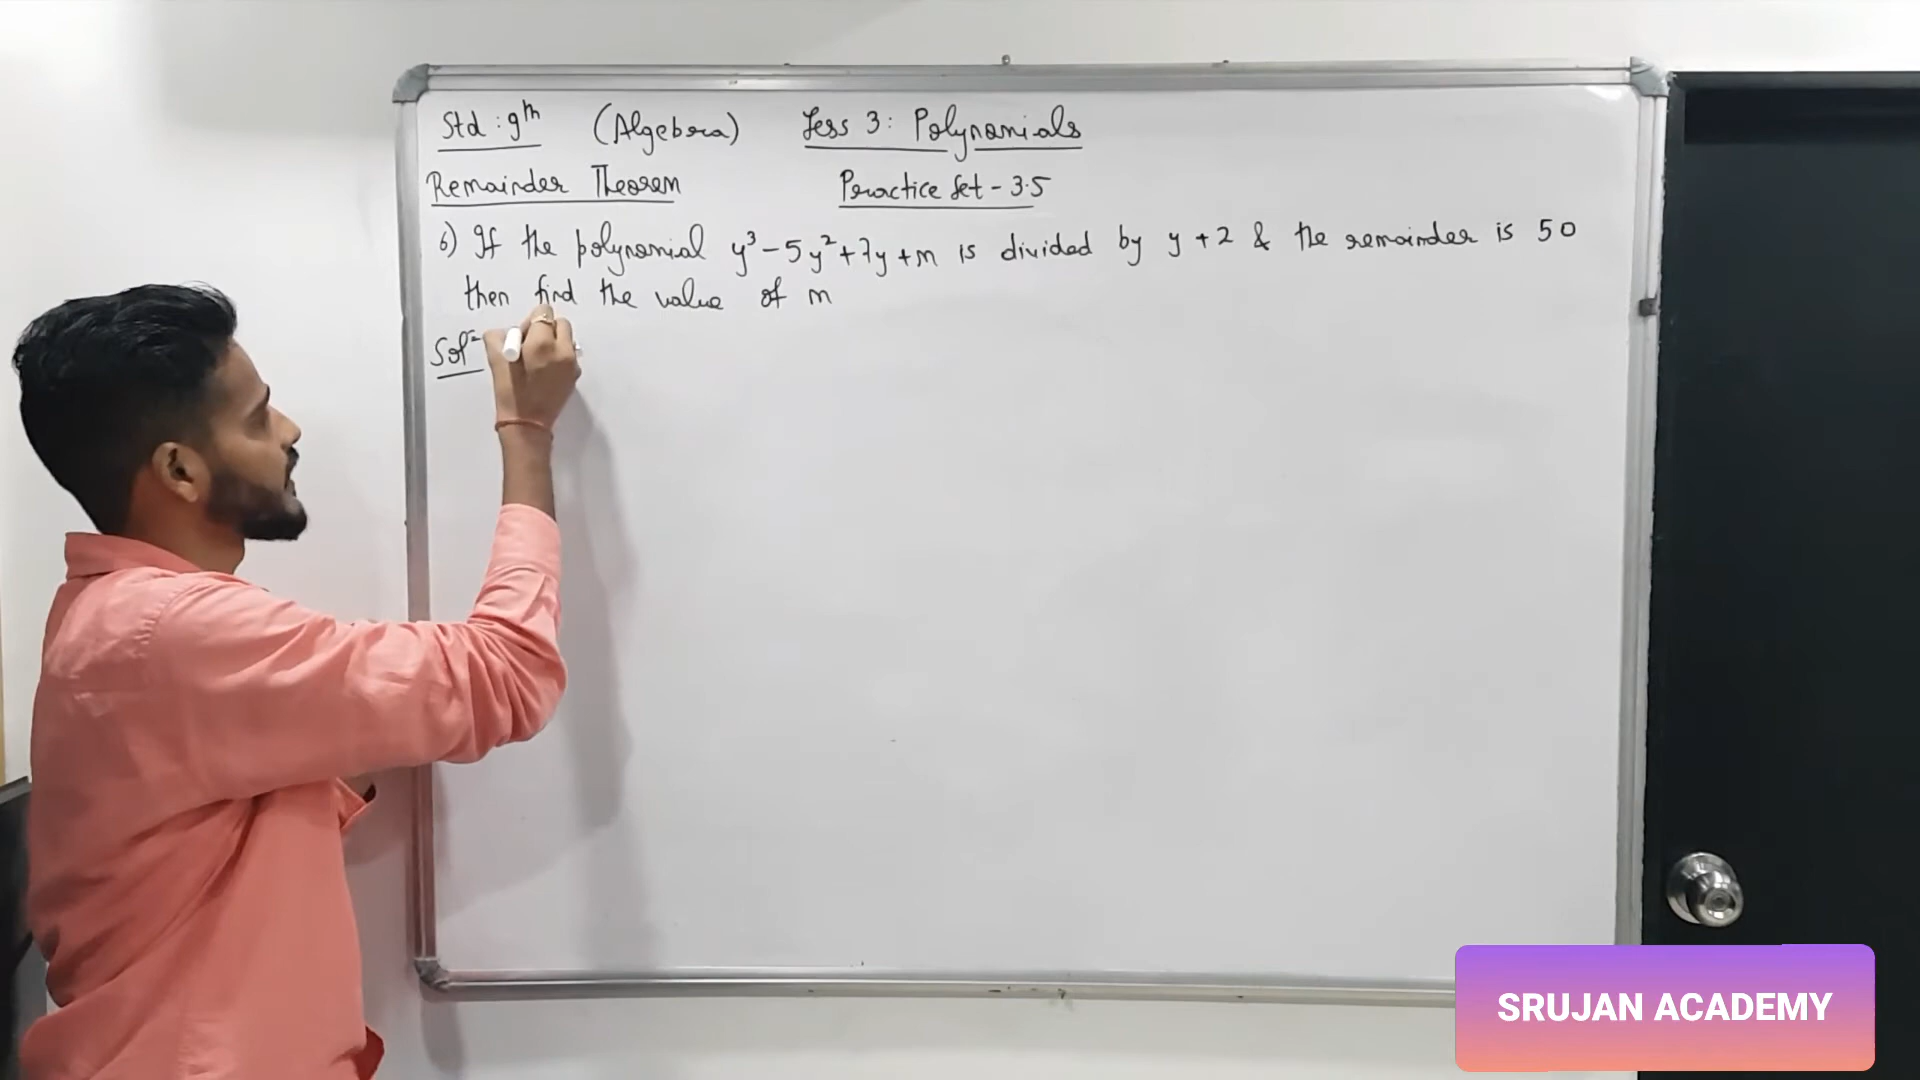 Std : 9th (Algebra) Less 3: Polynomials
Remainder Theorem Practice Set - 3.5
6) If the polynomial y³ - 5y² + 7y + m is divided by y + 2 & the remainder is 50
then find the value of m
Solⁿ
SRUJAN ACADEMY